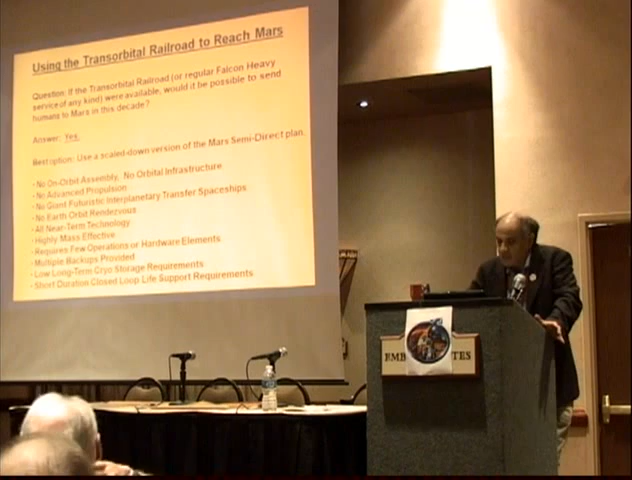 Using the Transorbital Railroad to Reach Mars
Question: If the Transorbital Railroad (or regular Falcon Heavy
service of any kind) were available, would it be possible to send
humans to Mars in this decade?
Answer: Yes.
Best option: Use a scaled-down version of the Mars Semi-Direct plan.
- No On-Orbit Assembly, No Orbital Infrastructure
- No Advanced Propulsion
- No Giant Futuristic Interplanetary Transfer Spaceships
- No Earth Orbit Rendezvous
- All Near-Term Technology
- Highly Mass Effective
- Requires Few Operations or Hardware Elements
- Multiple Backups Provided
- Low Long-Term Cryo Storage Requirements
- Short Duration Closed Loop Life Support Requirements
EMB TES